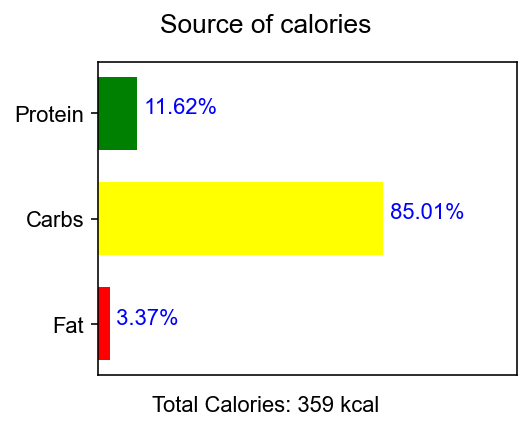 Source of calories
Protein
11.62%
Carbs
85.01%
Fat
3.37%
Total Calories: 359 kcal